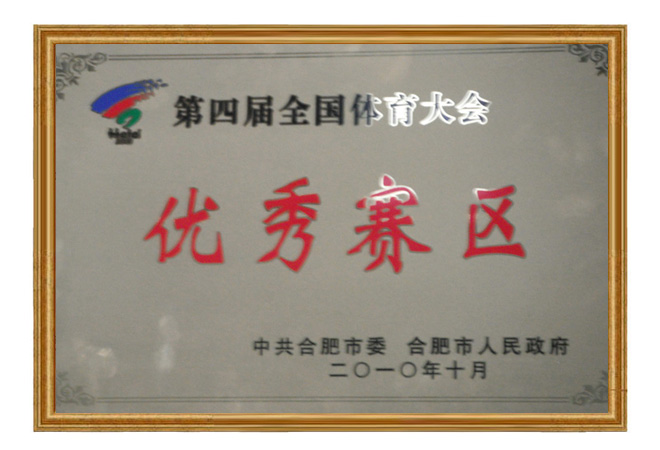 第四届全国体育大会
优秀赛区
中共合肥市委 合肥市人民政府
二〇一〇年十月